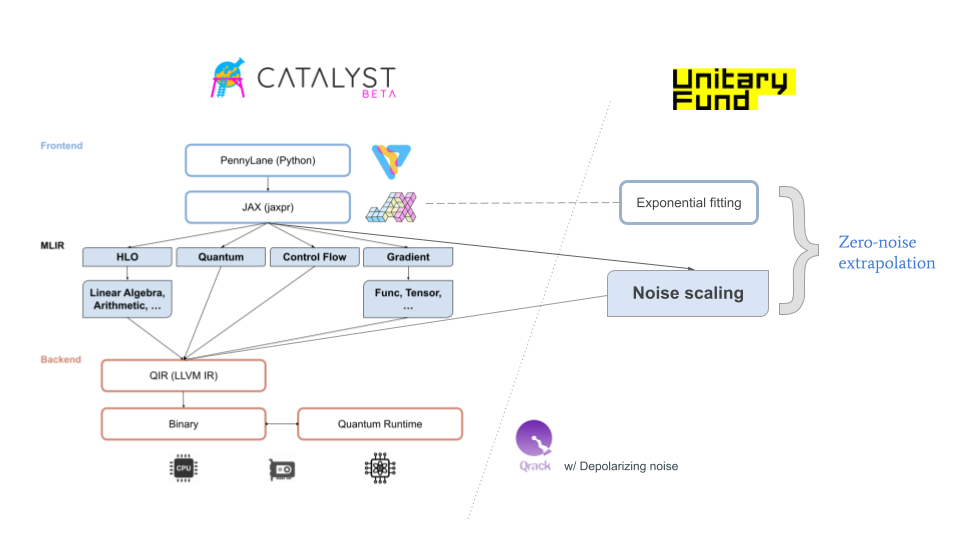 CATALYST
BETA
Unitary
Fund
Frontend
PennyLane (Python)
JAX (jaxpr)
JAX
Exponential fitting
Zero-noise
extrapolation
MLIR
HLO
Quantum
Control Flow
Gradient
Linear Algebra,
Arithmetic, ...
Func, Tensor,
...
Noise scaling
Backend
QIR (LLVM IR)
Binary
Quantum Runtime
CPU
Qrack
w/ Depolarizing noise